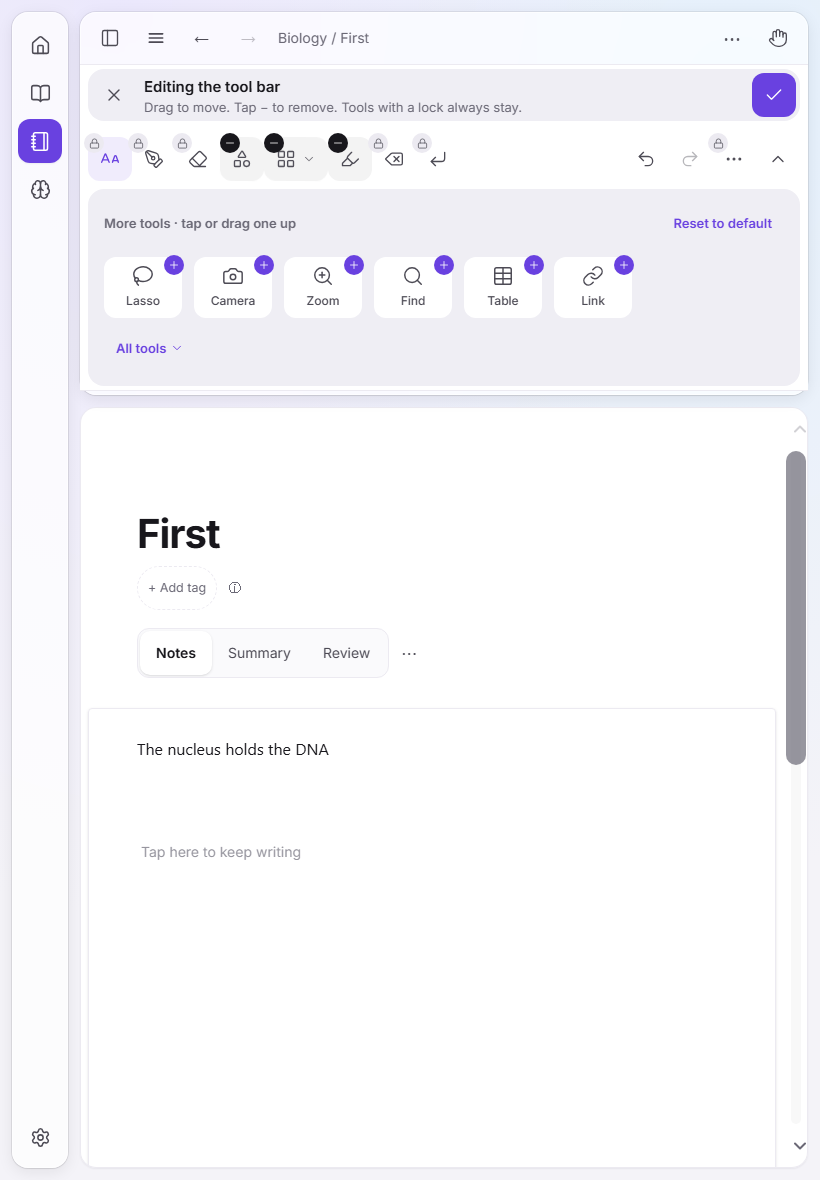 Biology / First
Editing the tool bar
Drag to move. Tap − to remove. Tools with a lock always stay.
AA
More tools · tap or drag one up
Reset to default
Lasso
Camera
Zoom
Find
Table
Link
All tools
First
+ Add tag
Notes
Summary
Review
The nucleus holds the DNA
Tap here to keep writing